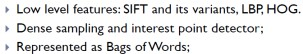 ▸ Low level features: SIFT and its variants, LBP, HOG.
▸ Dense sampling and interest point detector;
▸ Represented as Bags of Words;